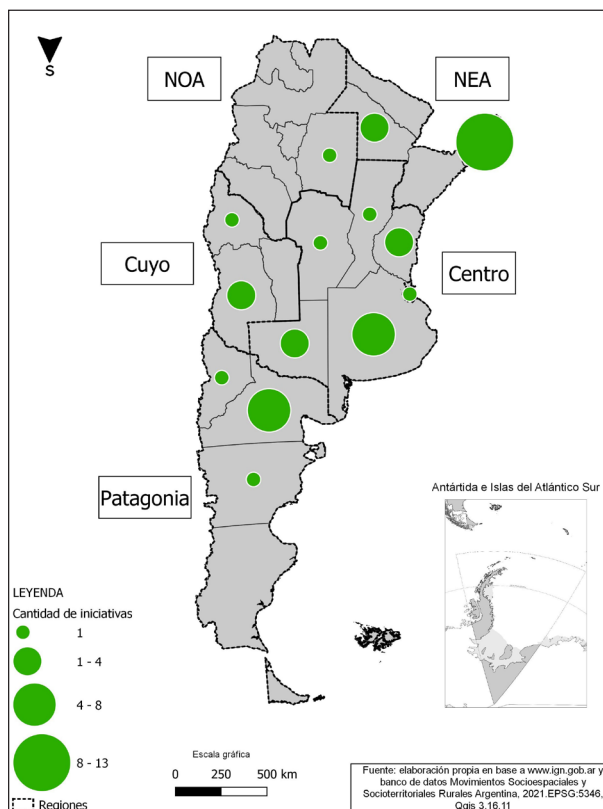 S
NOA
NEA
Cuyo
Centro
Patagonia
Antártida e Islas del Atlántico Sur
LEYENDA
Cantidad de iniciativas
1
1 - 4
4 - 8
8 - 13
Regiones
Escala gráfica
0 250 500 km
Fuente: elaboración propia en base a www.ign.gob.ar y
banco de datos Movimientos Socioespaciales y
Socioterritoriales Rurales Argentina, 2021.EPSG:5346,
Qgis 3.16.11